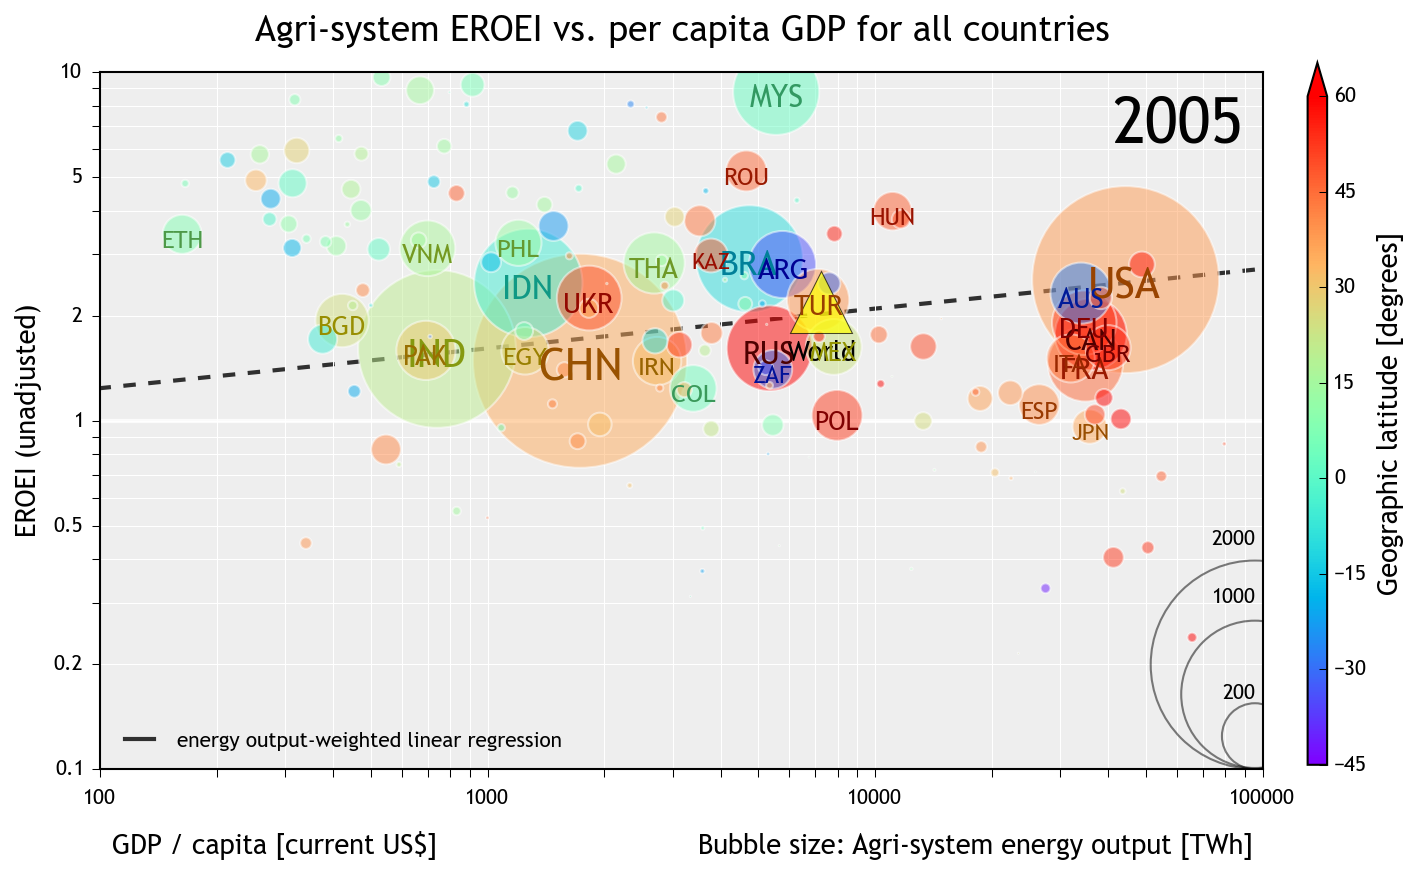 Agri-system EROEI vs. per capita GDP for all countries
2005
EROEI (unadjusted)
10
5
2
1
0.5
0.2
0.1
MYS
ROU
HUN
ETH
VNM
PHL
THA
KAZ
BRA
ARG
IDN
UKR
TUR
USA
AUS
BGD
PAK
IND
EGY
CHN
IRN
COL
RUS
World
MEX
ZAF
POL
DEU
CAN
GBR
ITA
FRA
ESP
JPN
2000
1000
200
energy output-weighted linear regression
100
1000
10000
100000
GDP / capita [current US$]
Bubble size: Agri-system energy output [TWh]
60
45
30
15
0
−15
−30
−45
Geographic latitude [degrees]